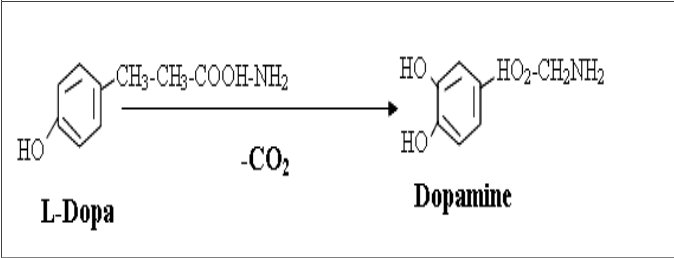 CH3-CH3-COOH-NH2
HO
L-Dopa
-CO2
HO
HO
HO2-CH2NH2
Dopamine